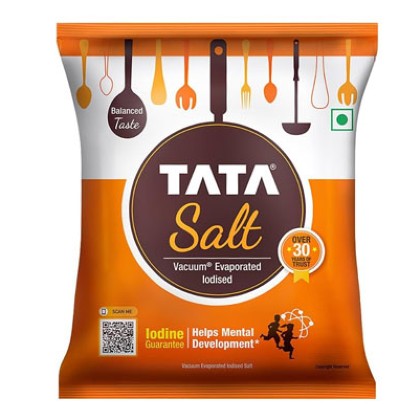 Balanced
Taste
TATA®
Salt
Vacuum® Evaporated
Iodised
OVER
30
YEARS OF
TRUST
SCAN ME
Iodine
Guarantee
Helps Mental
Development*
Vacuum Evaporated Iodised Salt